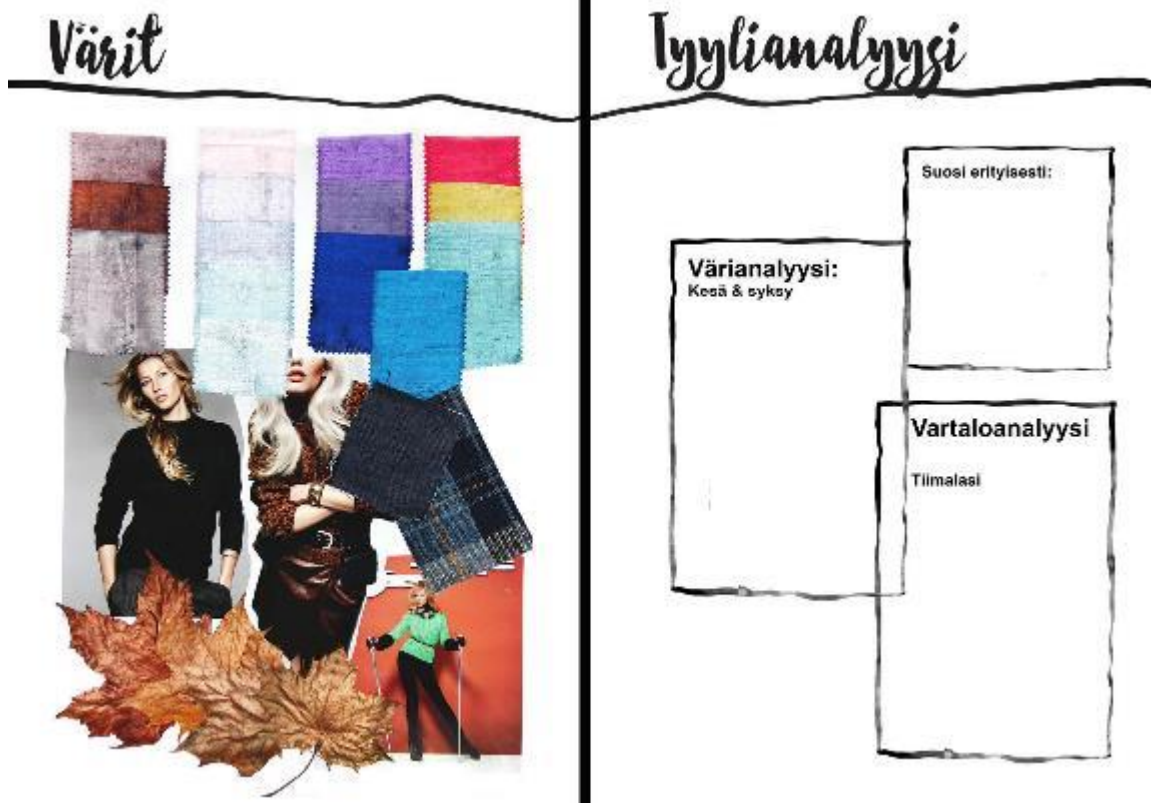 Värit
Tyylianalyysi
Suosi erityisesti:
Värianalyysi:
Kesä & syksy
Vartaloanalyysi
Tiimalasi